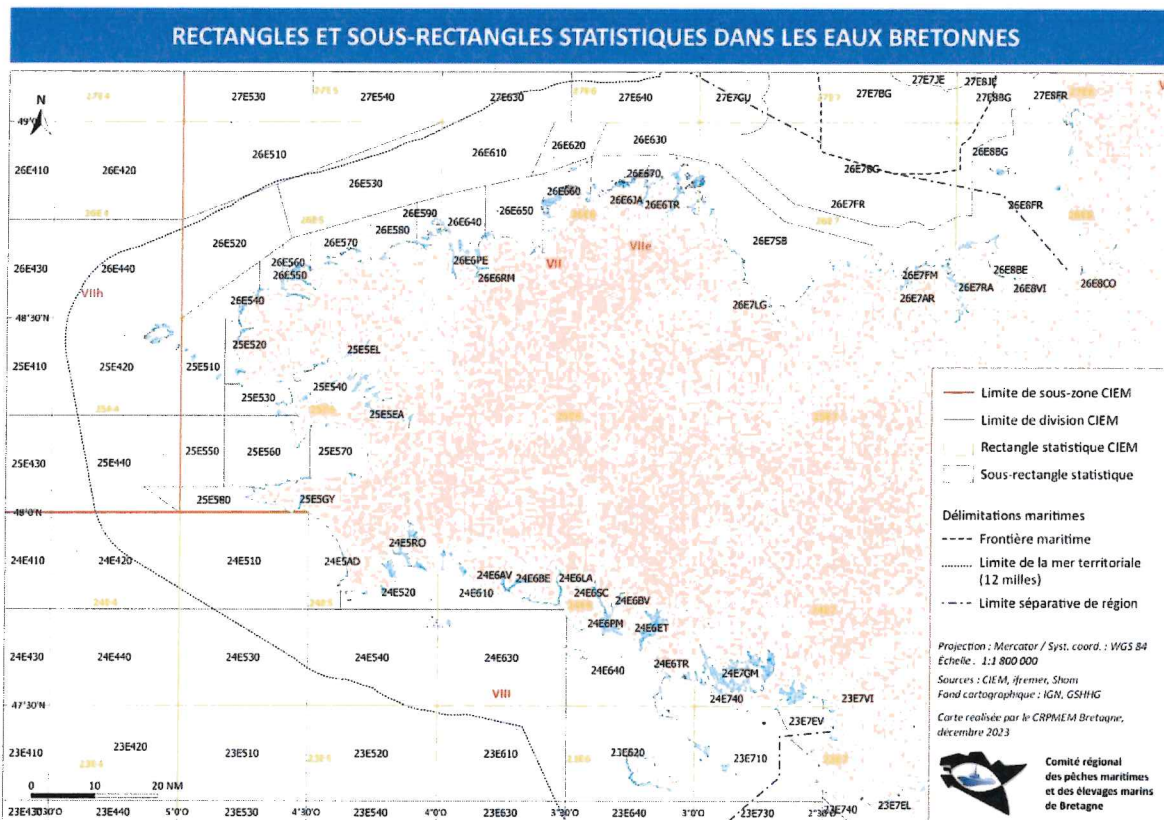 RECTANGLES ET SOUS-RECTANGLES STATISTIQUES DANS LES EAUX BRETONNES
27E530 27E540 27E630 27E640 27E7GU 27E7BG 27E7JE 27E8JE 27E8BG 27E8FR
N
49°0'
26E510 26E610 26E620 26E630 26E8BG
26E410 26E420 26E530 26E660 26E670 26E7BG
26E590 26E640 26E650 26E6JA 26E6TR 26E7FR 26E8FR
26E520 26E570 26E580 26E7SB
VIIe
26E430 26E440 26E560 26E6PE VII
26E550 26E6RM 26E7FM 26E8BE
VIIh 26E540 26E7LG 26E7AR 26E7RA 26E8VI 26E8CO
48°30'N
25E520 25E5EL
25E410 25E420 25E510 25E540
25E530 25E5EA
25E430 25E440 25E550 25E560 25E570
25E580 25E5GY
48°0'N
24E5RO
24E410 24E420 24E510 24E5AD
24E6AV 24E6BE 24E6LA
24E520 24E610 24E6SC 24E6BV
24E6PM 24E6ET
24E430 24E440 24E530 24E540 24E630 24E640 24E6TR 24E7GM
VIII 24E740 23E7VI
47°30'N
23E7EV
23E410 23E420 23E510 23E520 23E610 23E620 23E710
0 10 20 NM
23E430 5°30'O 23E440 5°0'O 23E530 4°30'O 23E540 4°0'O 23E630 3°30'O 23E640 3°0'O 23E730 2°30'O 23E740 23E7EL
Limite de sous-zone CIEM
Limite de division CIEM
Rectangle statistique CIEM
Sous-rectangle statistique
Délimitations maritimes
Frontière maritime
Limite de la mer territoriale
(12 milles)
Limite séparative de région
Projection : Mercator / Syst. coord. : WGS 84
Échelle : 1:1 800 000
Sources : CIEM, ifremer, Shom
Fond cartographique : IGN, GSHHG
Carte réalisée par le CRPMEM Bretagne,
décembre 2023
Comité régional
des pêches maritimes
et des élevages marins
de Bretagne